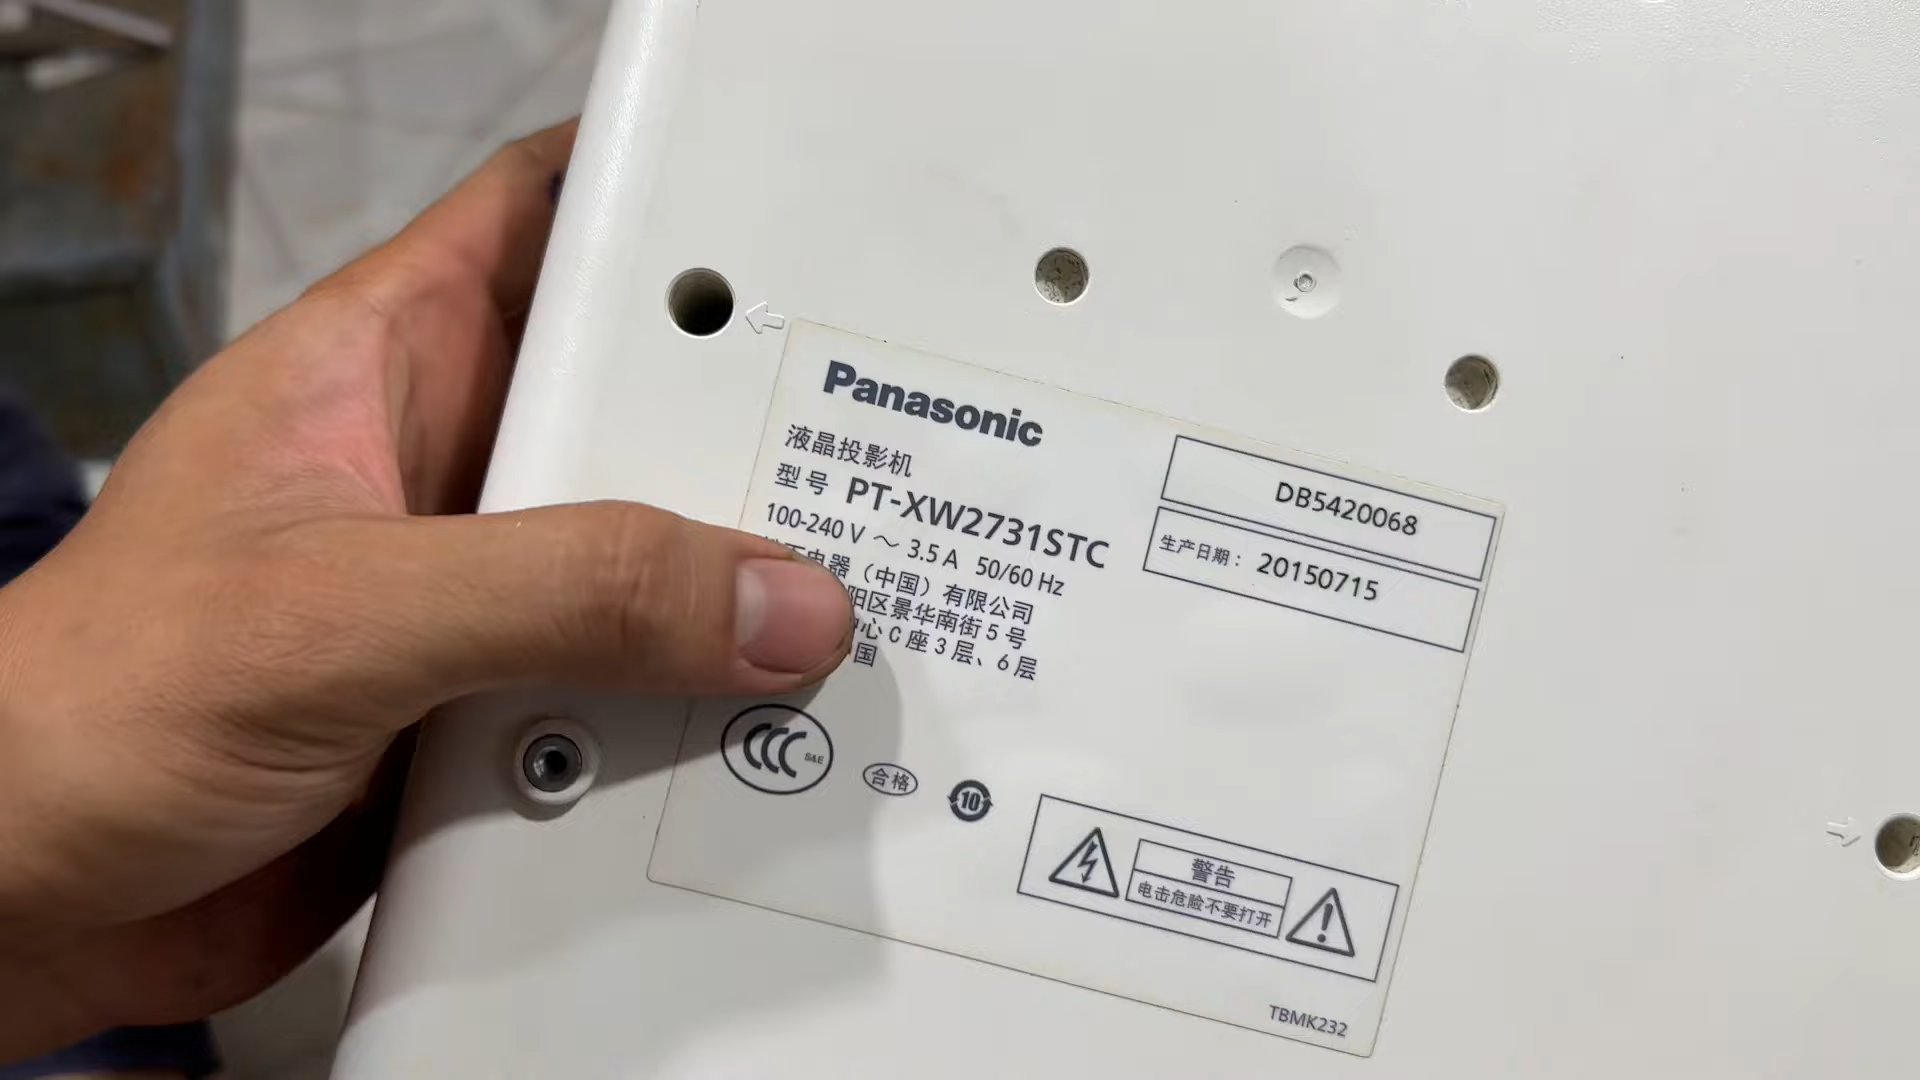 Panasonic
液晶投影机
型号 PT-XW2731STC
100-240 V ～ 3.5 A 50/60 Hz
电器（中国）有限公司
阳区景华南街 5 号
心 C 座 3 层、6 层
国
DB5420068
生产日期： 20150715
CCC S&E
合格
10
警告
电击危险不要打开
TBMK232